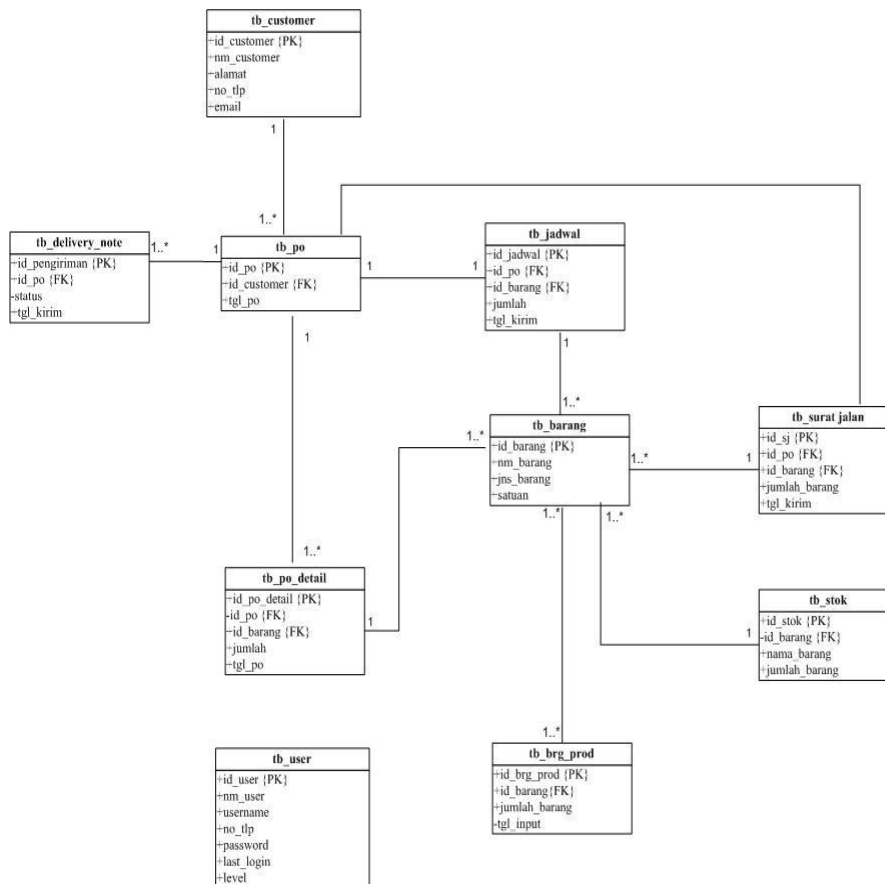 tb_customer
+id_customer {PK}
+nm_customer
+alamat
+no_tlp
+email
1
1..*
tb_delivery_note
+id_pengiriman {PK}
+id_po {FK}
-status
+tgl_kirim
1..*
1
tb_po
+id_po {PK}
+id_customer {FK}
+tgl_po
1
1
tb_jadwal
+id_jadwal {PK}
+id_po {FK}
+id_barang {FK}
+jumlah
+tgl_kirim
1
1
1..*
tb_barang
+id_barang {PK}
+nm_barang
+jns_barang
+satuan
1..*
1..*
1
1..*
1..*
tb_surat jalan
+id_sj {PK}
+id_po {FK}
+id_barang {FK}
+jumlah_barang
+tgl_kirim
1..*
tb_po_detail
+id_po_detail {PK}
-id_po {FK}
+id_barang {FK}
+jumlah
+tgl_po
1
1
tb_stok
+id_stok {PK}
-id_barang {FK}
+nama_barang
+jumlah_barang
1..*
tb_brg_prod
+id_brg_prod {PK}
+id_barang{FK}
+jumlah_barang
-tgl_input
tb_user
+id_user {PK}
+nm_user
+username
+no_tlp
+password
+last_login
+level